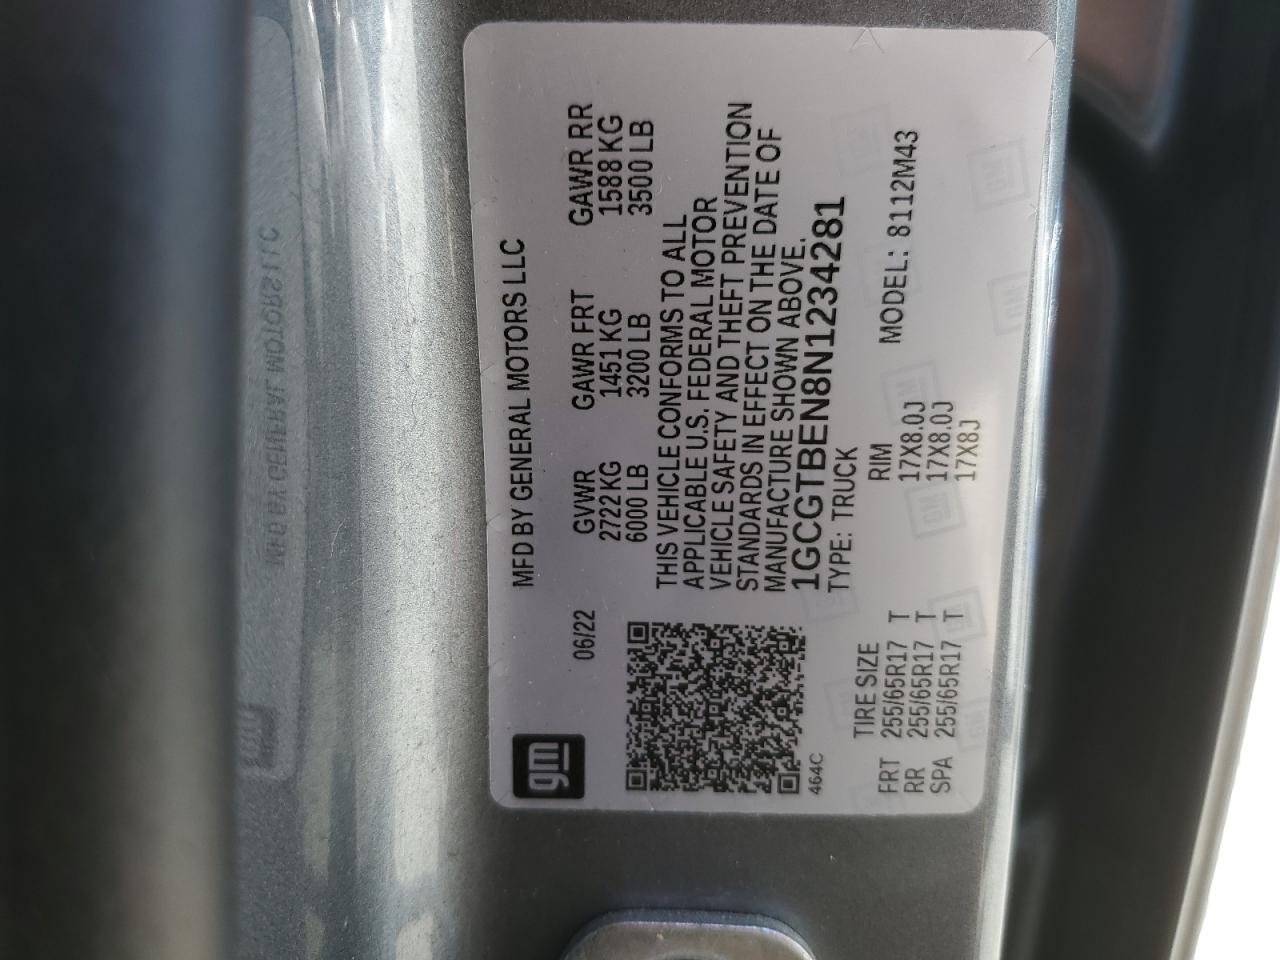 gm
MFD BY GENERAL MOTORS LLC
06/22
GVWR GAWR FRT GAWR RR
2722 KG 1451 KG 1588 KG
6000 LB 3200 LB 3500 LB
THIS VEHICLE CONFORMS TO ALL
APPLICABLE U.S. FEDERAL MOTOR
VEHICLE SAFETY AND THEFT PREVENTION
STANDARDS IN EFFECT ON THE DATE OF
MANUFACTURE SHOWN ABOVE.
1GCGTBEN8N1234281
464C
TYPE: TRUCK
TIRE SIZE RIM MODEL: 8112M43
FRT 255/65R17 T 17X8.0J
RR 255/65R17 T 17X8.0J
SPA 255/65R17 T 17X8J